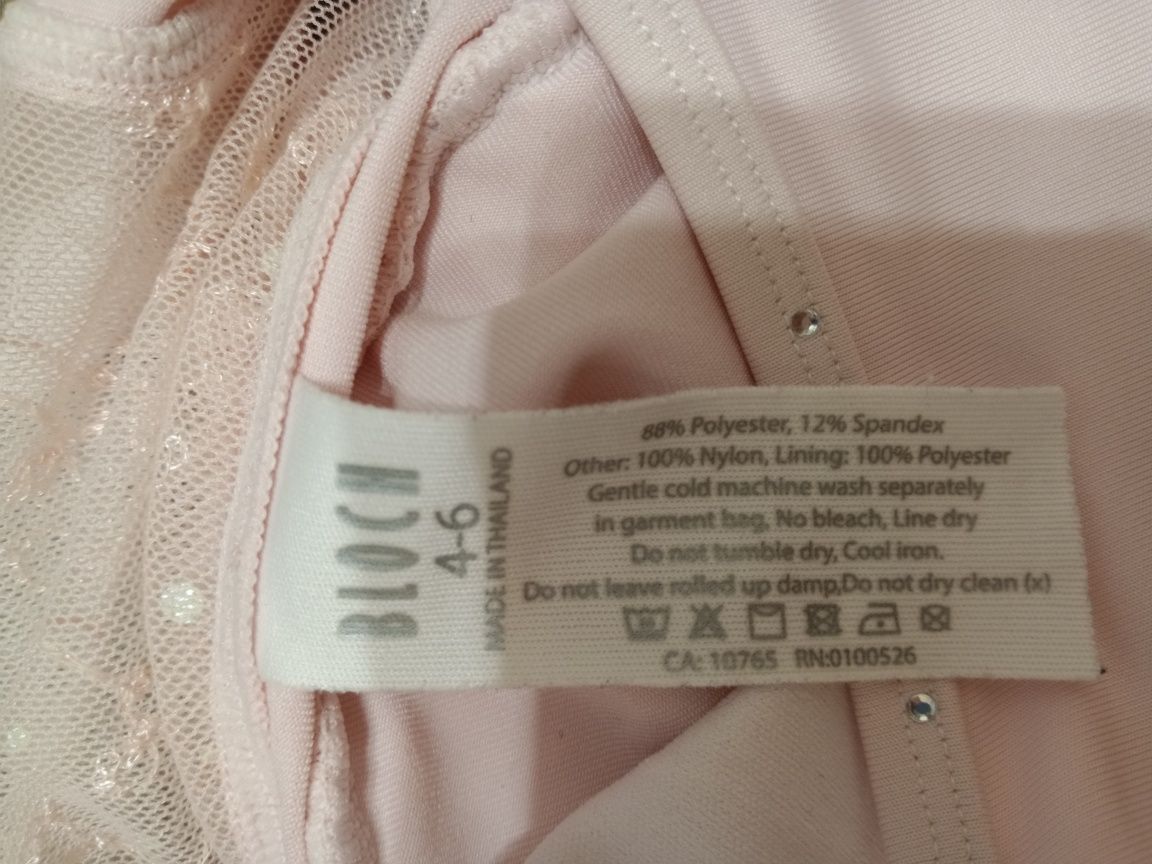 BLOCH
4-6
MADE IN THAILAND
88% Polyester, 12% Spandex
Other: 100% Nylon, Lining: 100% Polyester
Gentle cold machine wash separately
in garment bag, No bleach, Line dry
Do not tumble dry, Cool iron.
Do not leave rolled up damp,Do not dry clean (x)
CA: 10765 RN:0100526